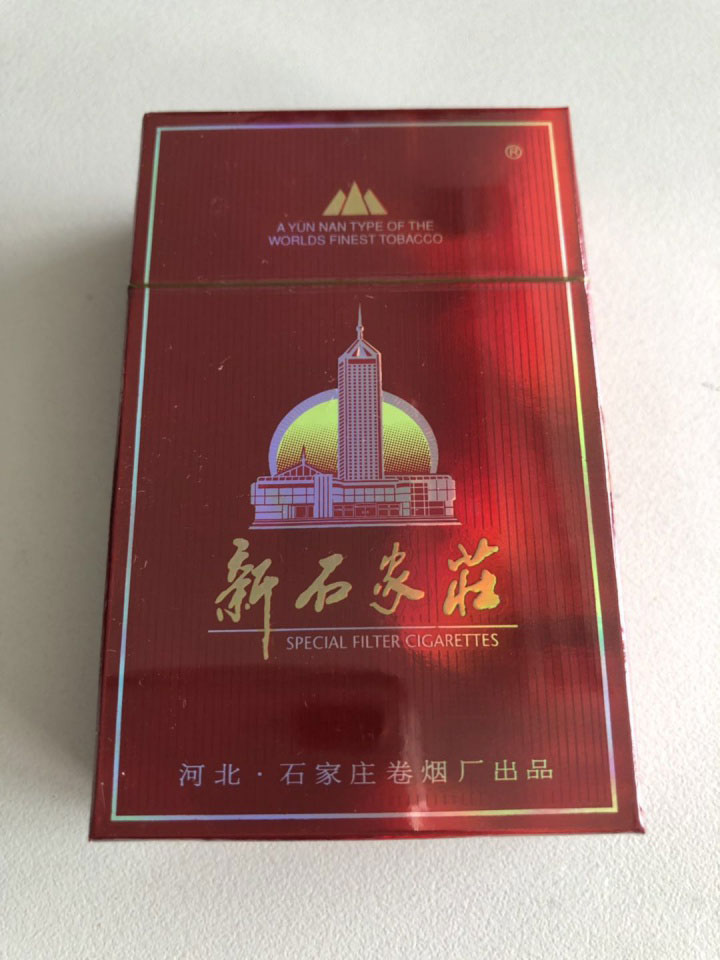 ®
A YUN NAN TYPE OF THE
WORLDS FINEST TOBACCO
新石家莊
SPECIAL FILTER CIGARETTES
河北·石家庄卷烟厂出品